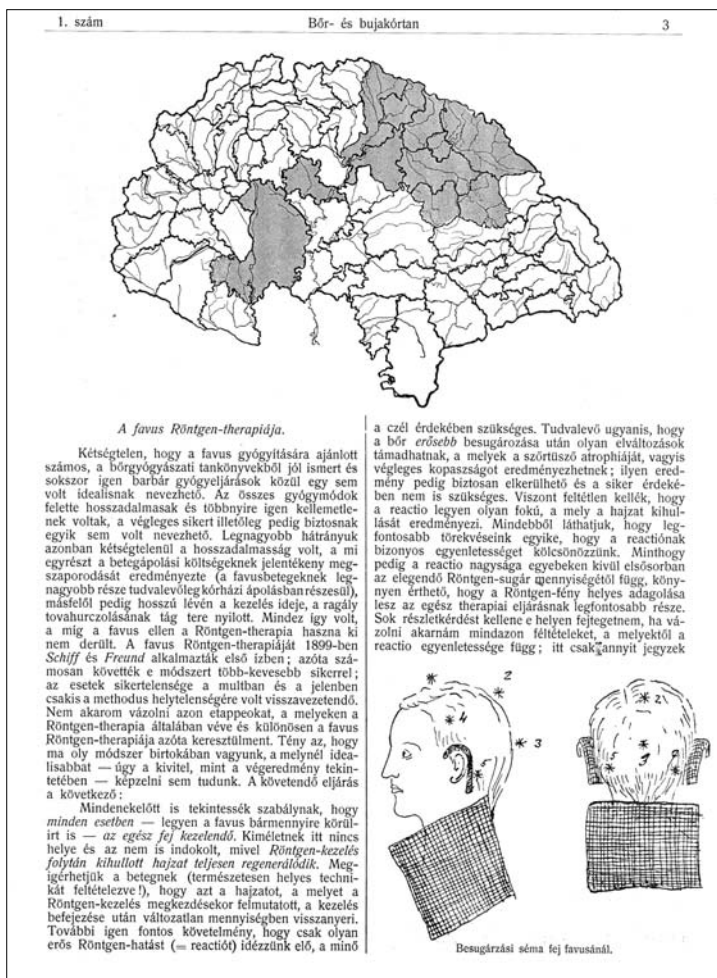 1. szám
Bőr- és bujakórtan
3
A favus Röntgen-therapiája.
Kétségtelen, hogy a favus gyógyítására ajánlott
számos, a bőrgyógyászati tankönyvekből jól ismert és
sokszor igen barbár gyógyeljárások közül egy sem
volt idealisnak nevezhető. Az összes gyógymódok
felette hosszadalmasak és többnyire igen kellemetle-
nek voltak, a végleges sikert illetőleg pedig biztosnak
egyik sem volt nevezhető. Legnagyobb hátrányuk
azonban kétségtelenül a hosszadalmasság volt, a mi
egyrészt a betegápolási költségeknek jelentékeny meg-
szaporodását eredményezte (a favusbetegeknek leg-
nagyobb része tudvalevőleg kórházi ápolásban részesül),
másfelől pedig hosszú lévén a kezelés ideje, a ragály
tovahurczolásának tág tere nyilott. Mindez így volt,
a míg a favus ellen a Röntgen-therapia haszna ki
nem derült. A favus Röntgen-therapiáját 1899-ben
Schiff és Freund alkalmazták első ízben; azóta szá-
mosan követték e módszert több-kevesebb sikerrel;
az esetek sikertelensége a multban és a jelenben
csakis a methodus helytelenségére volt visszavezetendő.
Nem akarom vázolni azon etappeokat, a melyeken a
Röntgen-therapia általában véve és különösen a favus
Röntgen-therapiája azóta keresztülment. Tény az, hogy
ma oly módszer birtokában vagyunk, a melynél idea-
lisabbat — úgy a kivitel, mint a végeredmény tekin-
tetében — képzelni sem tudunk. A követendő eljárás
a következő:
Mindenekelőtt is tekintessék szabálynak, hogy
minden esetben — legyen a favus bármennyire körül-
írt is — az egész fej kezelendő. Kiméletnek itt nincs
helye és az nem is indokolt, mivel Röntgen-kezelés
folytán kihullott hajzat teljesen regenerálódik. Meg-
igérhetjük a betegnek (természetesen helyes techni-
kát feltételezve!), hogy azt a hajzatot, a melyet a
Röntgen-kezelés megkezdésekor felmutatott, a kezelés
befejezése után változatlan mennyiségben visszanyeri.
További igen fontos követelmény, hogy csak olyan
erős Röntgen-hatást (= reactiót) idézzünk elő, a minő
a czél érdekében szükséges. Tudvalevő ugyanis, hogy
a bőr erősebb besugározása után olyan elváltozások
támadhatnak, a melyek a szőrtüsző atrophiáját, vagyis
végleges kopaszságot eredményezhetnek; ilyen ered-
mény pedig biztosan elkerülhető és a siker érdeké-
ben nem is szükséges. Viszont feltétlen kellék, hogy
a reactio legyen olyan fokú, a mely a hajzat kihul-
lását eredményezi. Mindebből láthatjuk, hogy leg-
fontosabb törekvéseink egyike, hogy a reactiónak
bizonyos egyenletességet kölcsönözzünk. Minthogy
pedig a reactio nagysága egyebeken kívül elsősorban
az elegendő Röntgen-sugár mennyiségétől függ, köny-
nyen érthető, hogy a Röntgen-fény helyes adagolása
lesz az egész therapiai eljárásnak legfontosabb része.
Sok részletkérdést kellene e helyen fejtegetnem, ha vá-
zolni akarnám mindazon feltételeket, a melyektől a
reactio egyenletessége függ; itt csak annyit jegyzek
2
4
3
5
2
5
Besugárzási séma fej favusánál.